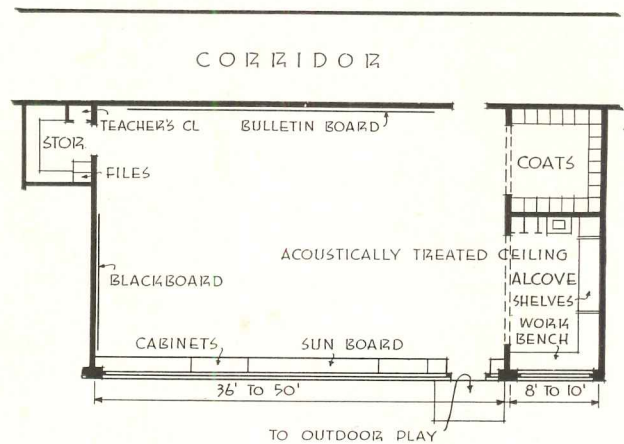 CORRIDOR
TEACHER'S CL
BULLETIN BOARD
STOR.
COATS
FILES
ACOUSTICALLY TREATED CEILING
BLACKBOARD
ALCOVE
SHELVES
WORK
BENCH
CABINETS
SUN BOARD
36' TO 50'
8' TO 10'
TO OUTDOOR PLAY